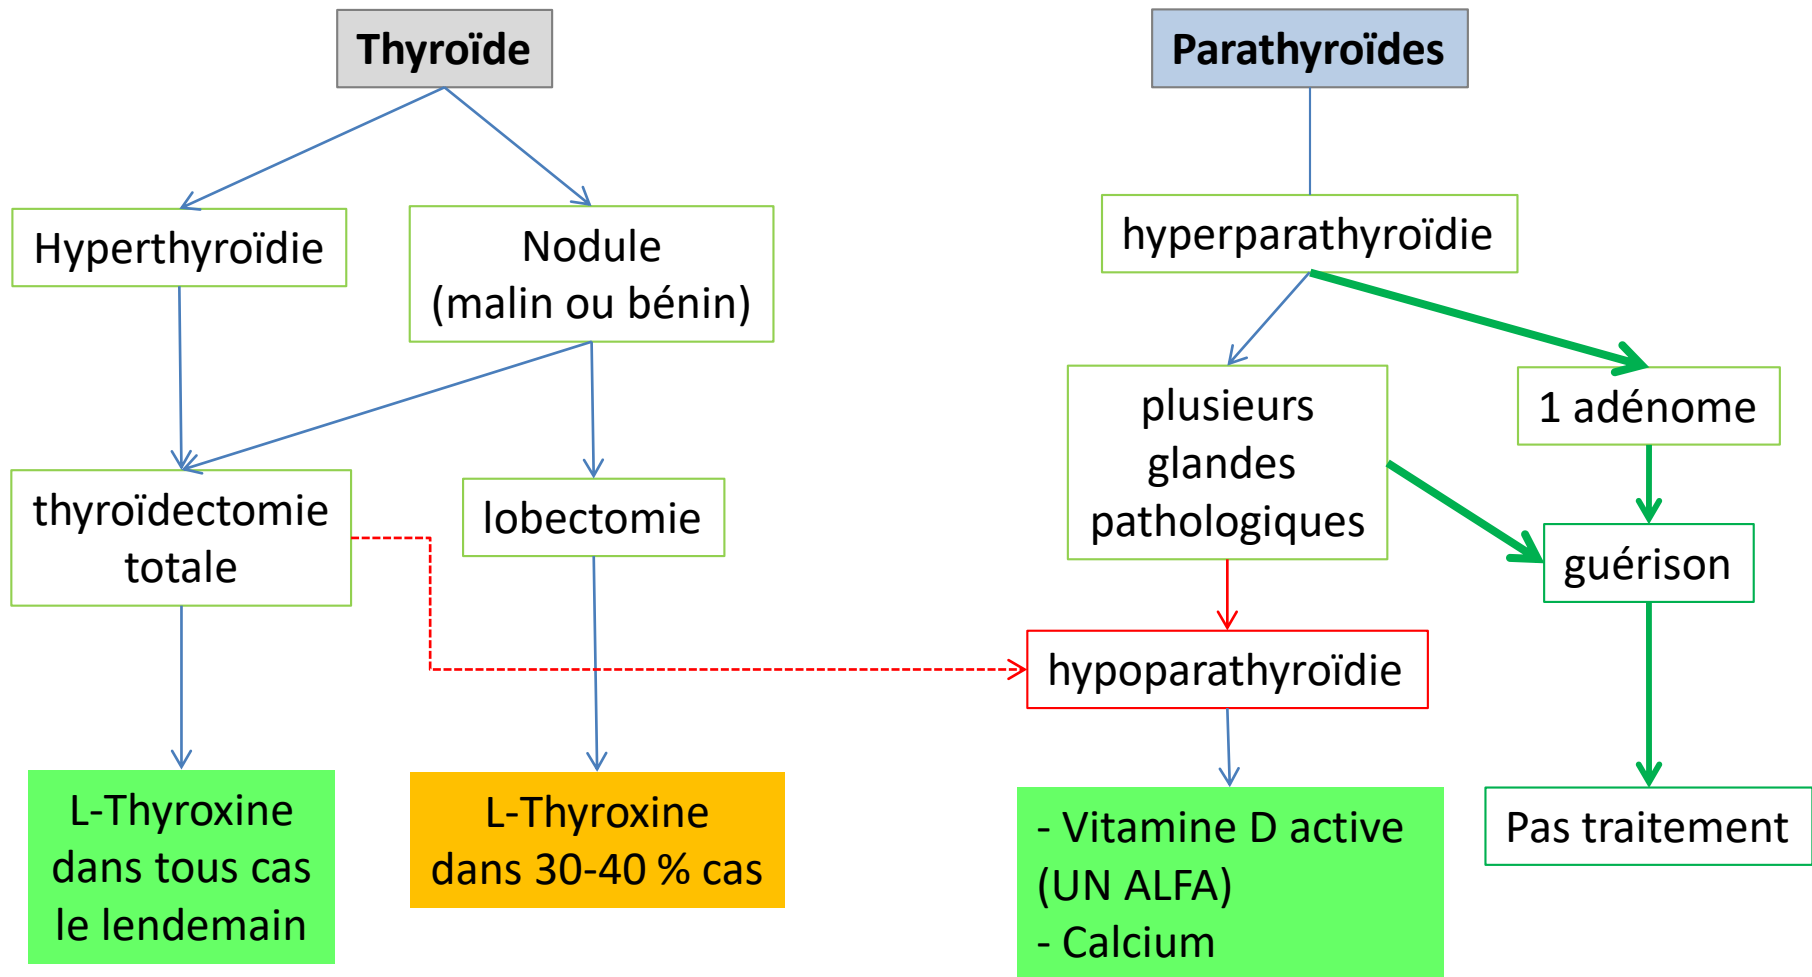 Thyroïde
Parathyroïdes
Hyperthyroïdie
Nodule
(malin ou bénin)
hyperparathyroïdie
plusieurs
glandes
pathologiques
1 adénome
thyroïdectomie
totale
lobectomie
guérison
hypoparathyroïdie
L-Thyroxine
dans tous cas
le lendemain
L-Thyroxine
dans 30-40 % cas
- Vitamine D active
(UN ALFA)
- Calcium
Pas traitement